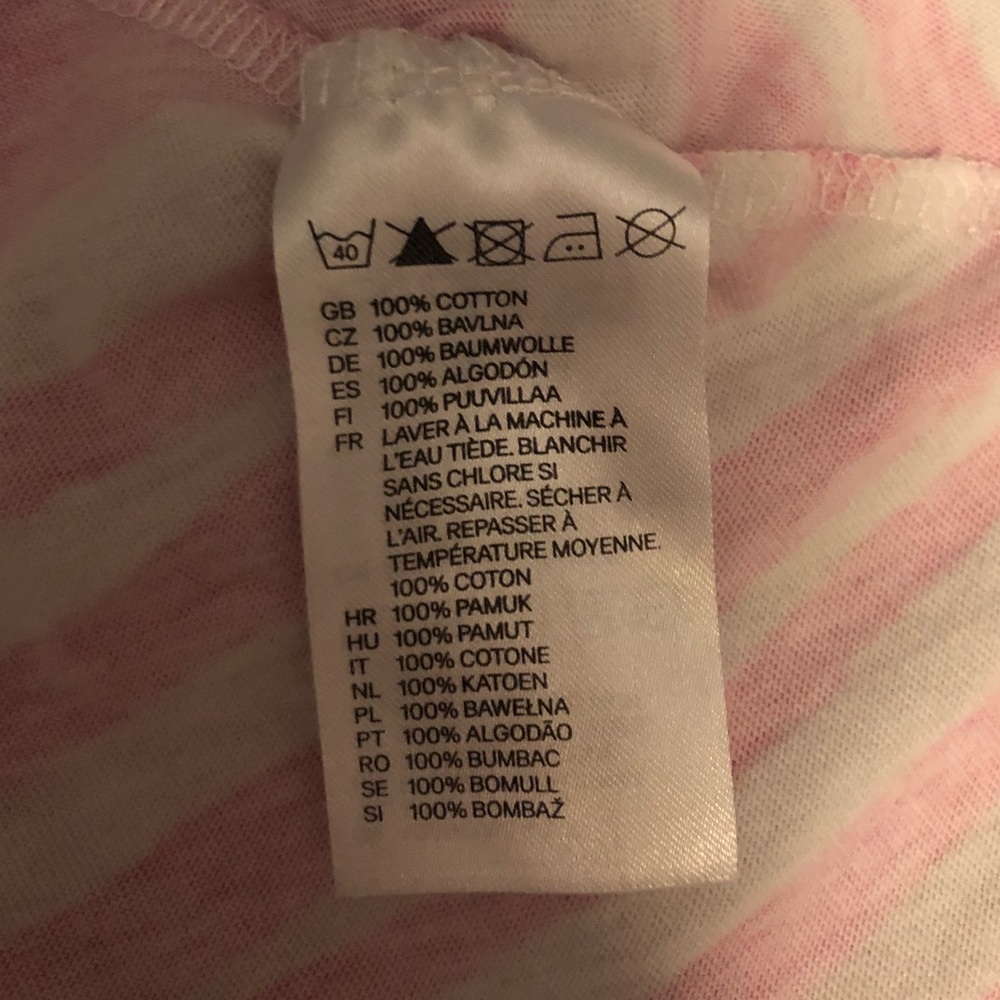 40
GB 100% COTTON
CZ 100% BAVLNA
DE 100% BAUMWOLLE
ES 100% ALGODÓN
FI 100% PUUVILLAA
FR LAVER À LA MACHINE À
L'EAU TIÈDE. BLANCHIR
SANS CHLORE SI
NÉCESSAIRE. SÉCHER À
L'AIR. REPASSER À
TEMPÉRATURE MOYENNE.
100% COTON
HR 100% PAMUK
HU 100% PAMUT
IT 100% COTONE
NL 100% KATOEN
PL 100% BAWEŁNA
PT 100% ALGODÃO
RO 100% BUMBAC
SE 100% BOMULL
SI 100% BOMBAŽ